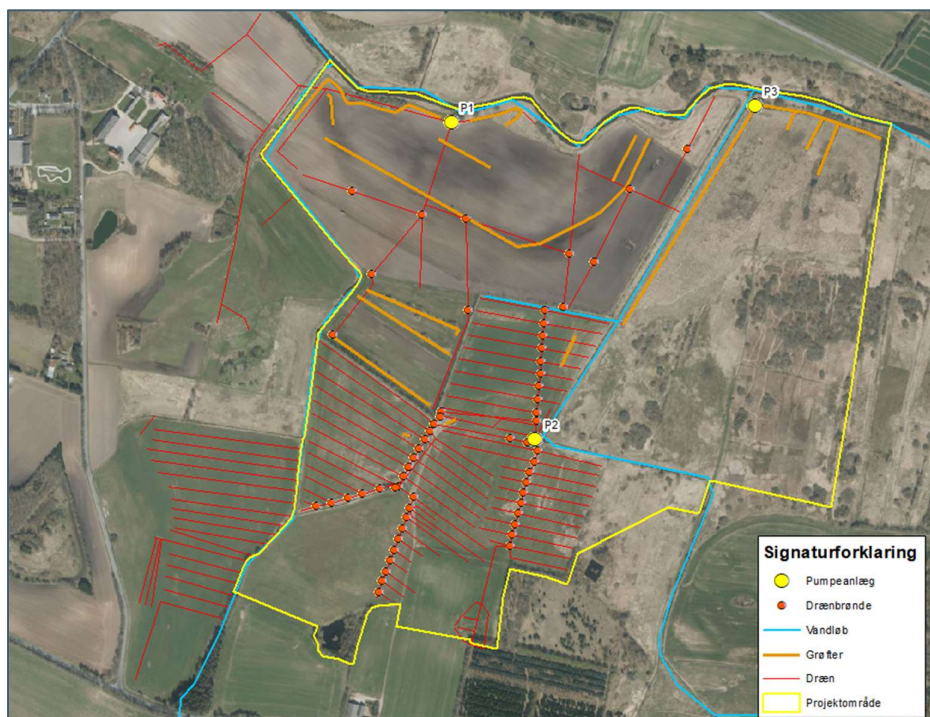 P1
P3
P2
Signaturforklaring
Pumpeanlæg
Drænbrønde
Vandløb
Grøfter
Dræn
Projektområde